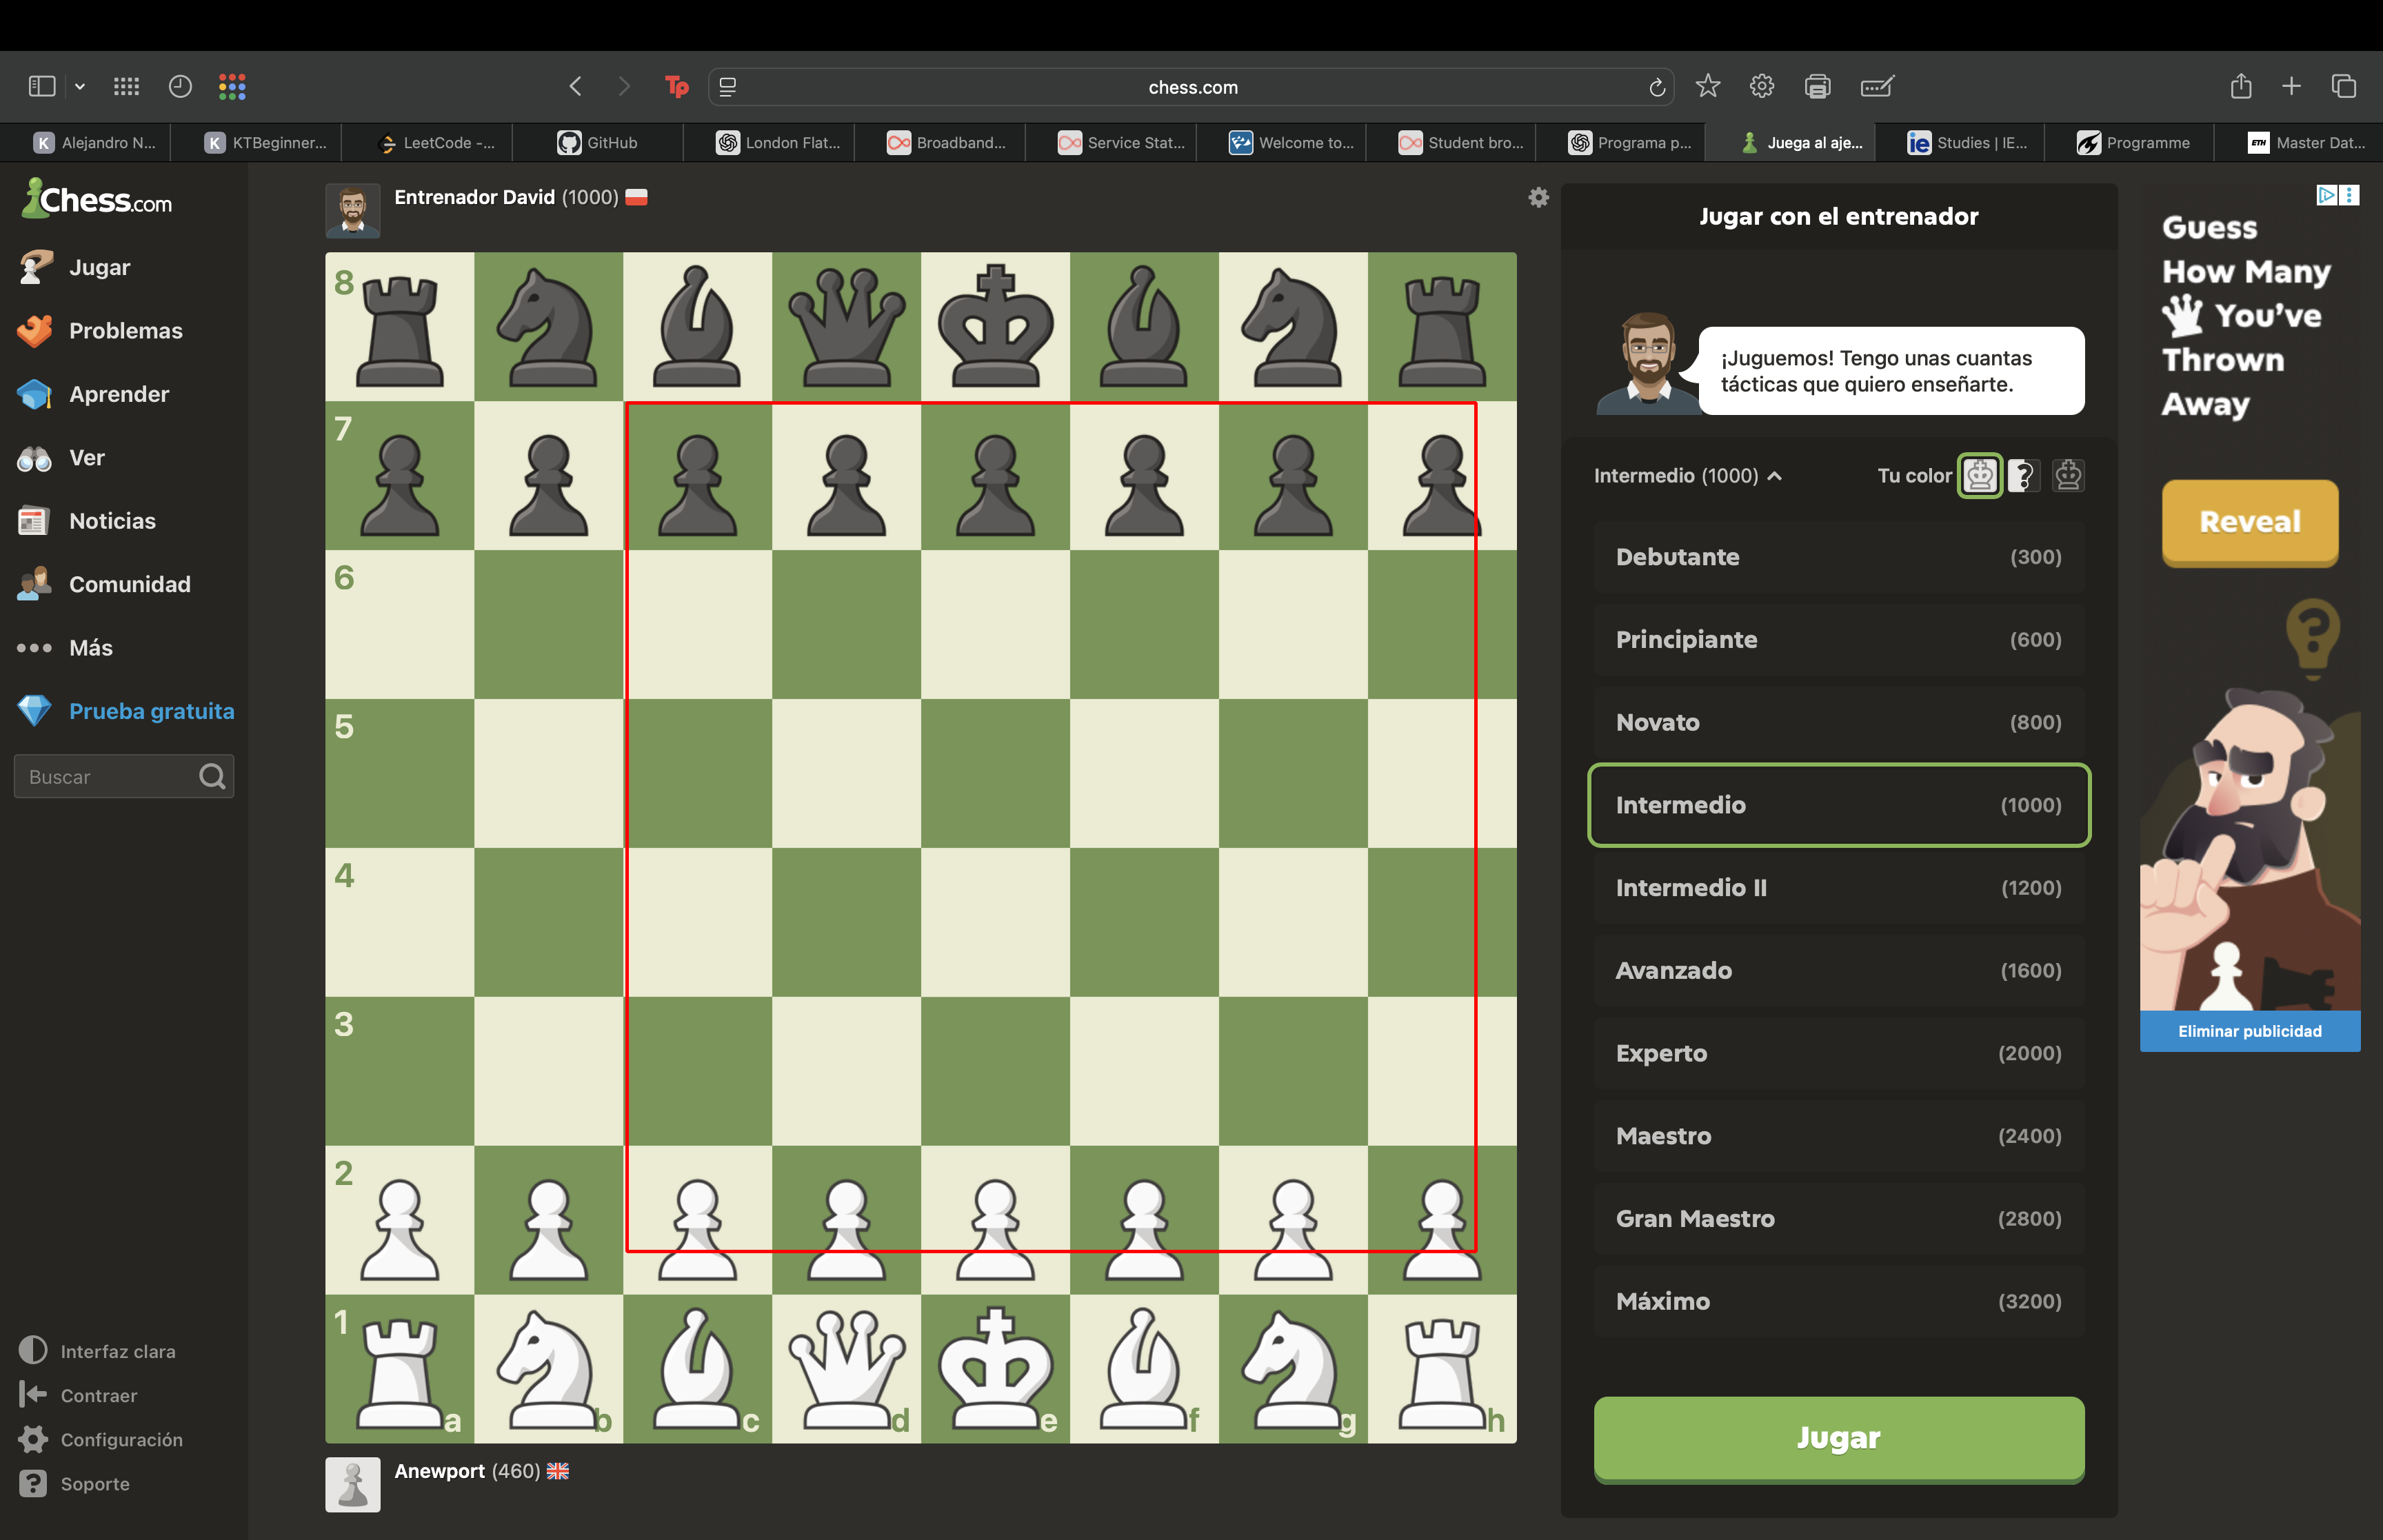 chess.com
Alejandro N...
KTBeginner...
LeetCode -...
GitHub
London Flat...
Broadband...
Service Stat...
Welcome to...
Student bro...
Programa p...
Juega al aje...
Studies | IE...
Programme
Master Dat...
Chess.com
Jugar
Problemas
Aprender
Ver
Noticias
Comunidad
Más
Prueba gratuita
Buscar
Interfaz clara
Contraer
Configuración
Soporte
Entrenador David (1000)
8
7
6
5
4
3
2
1
a
b
c
d
e
f
g
h
Anewport (460)
Jugar con el entrenador
¡Juguemos! Tengo unas cuantas
tácticas que quiero enseñarte.
Intermedio (1000)
Tu color
Debutante (300)
Principiante (600)
Novato (800)
Intermedio (1000)
Intermedio II (1200)
Avanzado (1600)
Experto (2000)
Maestro (2400)
Gran Maestro (2800)
Máximo (3200)
Jugar
Guess
How Many
You've
Thrown
Away
Reveal
Eliminar publicidad